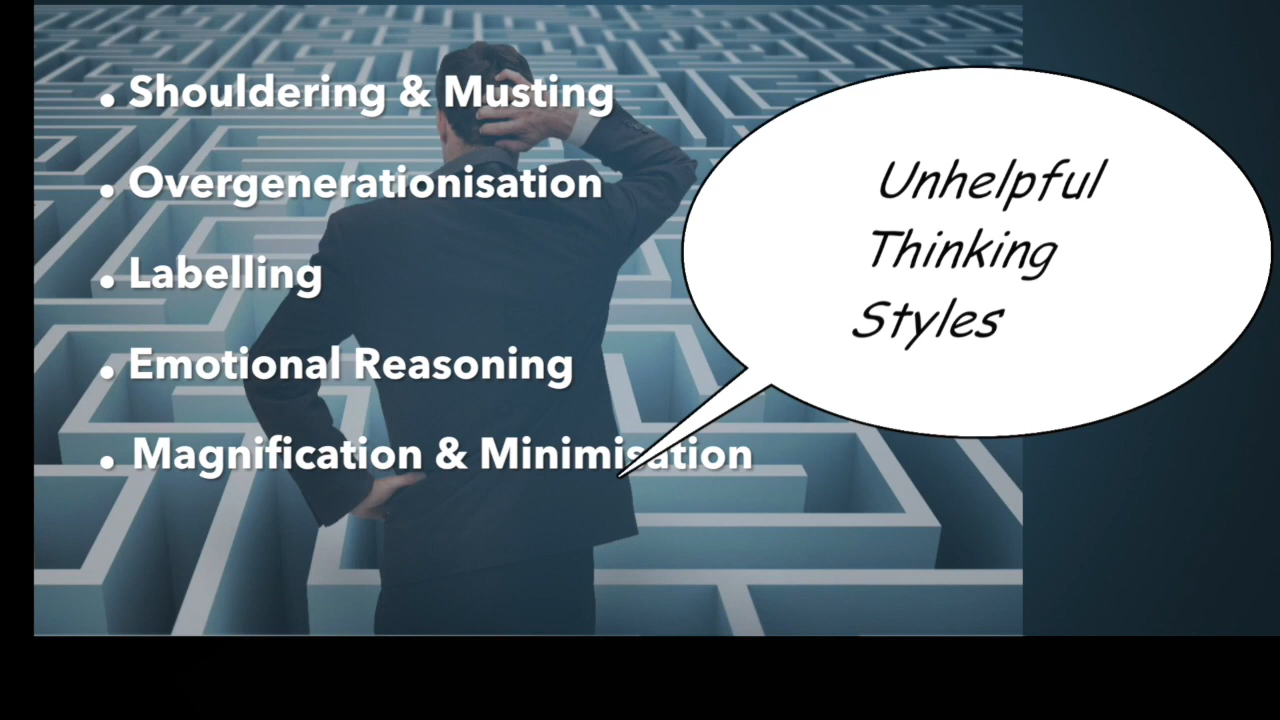 • Shouldering & Musting
• Overgenerationisation
• Labelling
• Emotional Reasoning
• Magnification & Minimisation
Unhelpful
Thinking
Styles